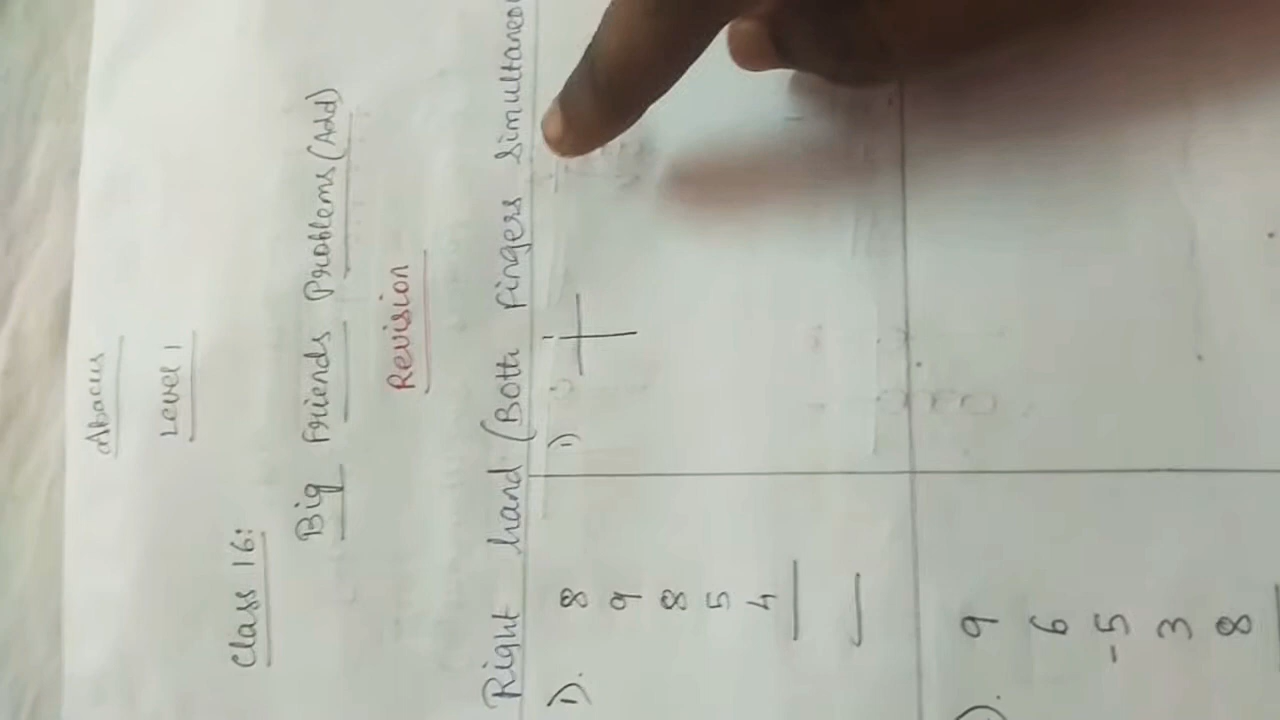 Abacus
Level 1
Class 16:
Big Friends Problems (Add)
Revision
Right hand (Both Fingers Simultaneou
1). 8
9
8
5
4
1)
9
6
-5
3
8